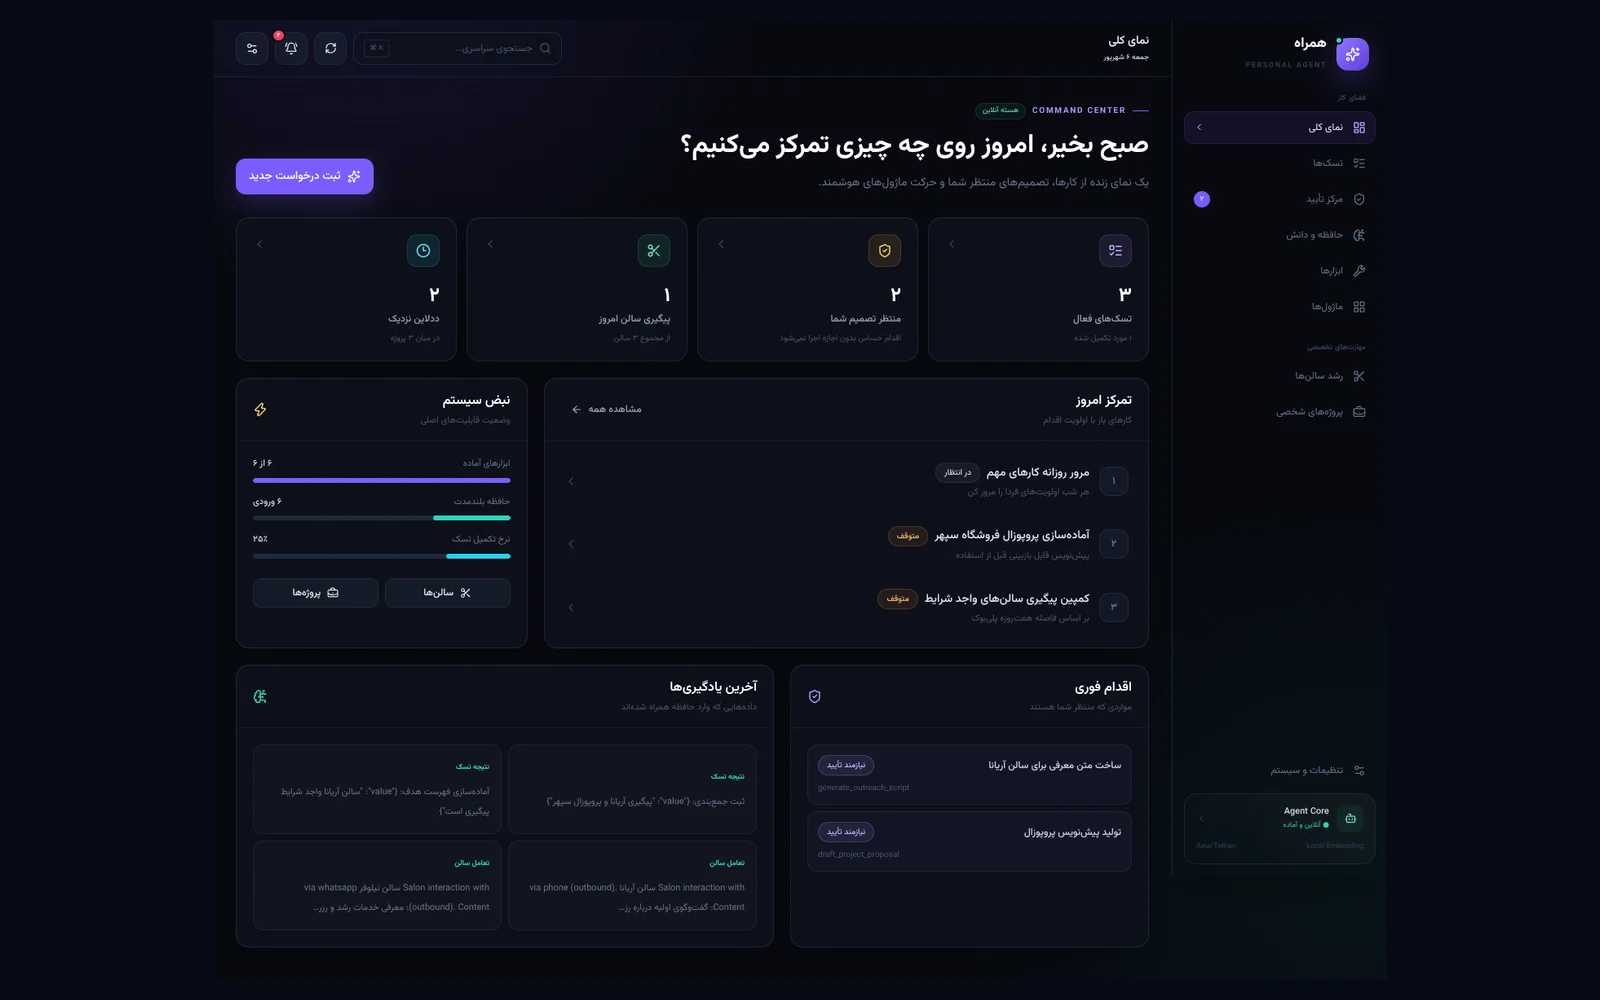 همراه
PERSONAL AGENT
فضای کار
نمای کلی
تسک‌ها
مرکز تأیید
۲
حافظه و دانش
ابزارها
ماژول‌ها
مهارت‌های تخصصی
رشد سالن‌ها
پروژه‌های شخصی
تنظیمات و سیستم
Agent Core
آنلاین و آماده
Local Embedding
Asia/Tehran
نمای کلی
جمعه ۶ شهریور
جستجوی سراسری...
⌘ K
COMMAND CENTER
هسته آنلاین
صبح بخیر، امروز روی چه چیزی تمرکز می‌کنیم؟
یک نمای زنده از کارها، تصمیم‌های منتظر شما و حرکت ماژول‌های هوشمند.
ثبت درخواست جدید
۳
تسک‌های فعال
۱ مورد تکمیل شده
۲
منتظر تصمیم شما
اقدام حساس بدون اجازه اجرا نمی‌شود
۱
پیگیری سالن امروز
از مجموع ۳ سالن
۲
ددلاین نزدیک
در میان ۳ پروژه
تمرکز امروز
کارهای باز با اولویت اقدام
مشاهده همه
۱
مرور روزانه کارهای مهم
در انتظار
هر شب اولویت‌های فردا را مرور کن
۲
آماده‌سازی پروپوزال فروشگاه سپهر
متوقف
پیش‌نویس قابل بازبینی قبل از استفاده
۳
کمپین پیگیری سالن‌های واجد شرایط
متوقف
بر اساس فاصله هفت‌روزه پلی‌بوک
نبض سیستم
وضعیت قابلیت‌های اصلی
ابزارهای آماده
۶ از ۶
حافظه بلندمدت
۶ ورودی
نرخ تکمیل تسک
۲۵٪
سالن‌ها
پروژه‌ها
اقدام فوری
مواردی که منتظر شما هستند
ساخت متن معرفی برای سالن آریانا
نیازمند تأیید
generate_outreach_script
تولید پیش‌نویس پروپوزال
نیازمند تأیید
draft_project_proposal
آخرین یادگیری‌ها
داده‌هایی که وارد حافظه همراه شده‌اند
نتیجه تسک
ثبت جمع‌بندی: {"value": "پیگیری آریانا و پروپوزال سپهر"}
نتیجه تسک
آماده‌سازی فهرست هدف: {"value": "سالن آریانا واجد شرایط
پیگیری است"}
تعامل سالن
Salon interaction with سالن آریانا via phone (outbound).
Content: گفت‌وگوی اولیه درباره رز...
تعامل سالن
Salon interaction with سالن نیلوفر via whatsapp
(outbound). Content: معرفی خدمات رشد و رزر...